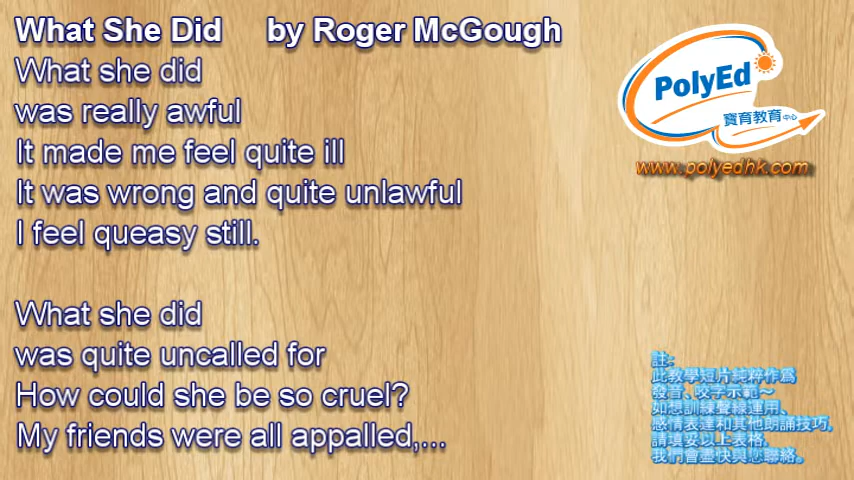 What She Did by Roger McGough
What she did
was really awful
It made me feel quite ill
It was wrong and quite unlawful
I feel queasy still.
What she did
was quite uncalled for
How could she be so cruel?
My friends were all appalled,...
PolyEd
寶育教育中心
www.polyedhk.com
註:
此教學短片純粹作為
發音、咬字示範～
如想訓練聲線運用、
感情表達和其他朗誦技巧,
請填妥以上表格,
我們會盡快與您聯絡。